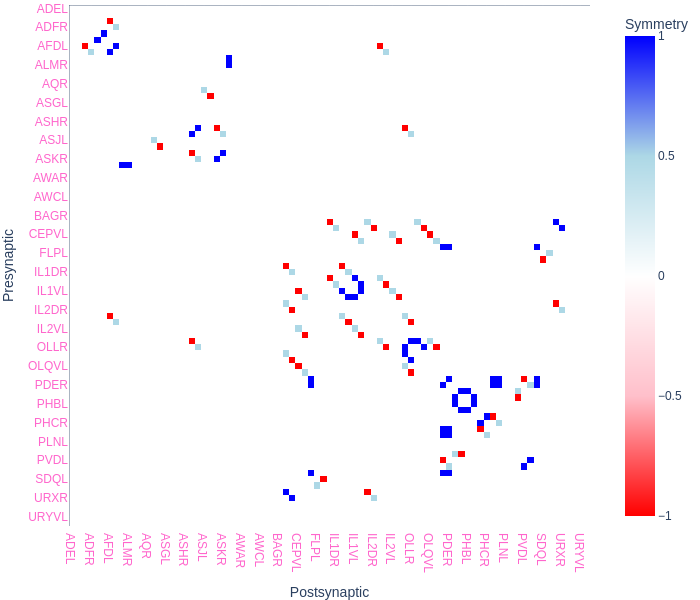 Symmetry
1
0.5
0
−0.5
−1
Presynaptic
ADEL
ADFR
AFDL
ALMR
AQR
ASGL
ASHR
ASJL
ASKR
AWAR
AWCL
BAGR
CEPVL
FLPL
IL1DR
IL1VL
IL2DR
IL2VL
OLLR
OLQVL
PDER
PHBL
PHCR
PLNL
PVDL
SDQL
URXR
URYVL
ADEL
ADFR
AFDL
ALMR
AQR
ASGL
ASHR
ASJL
ASKR
AWAR
AWCL
BAGR
CEPVL
FLPL
IL1DR
IL1VL
IL2DR
IL2VL
OLLR
OLQVL
PDER
PHBL
PHCR
PLNL
PVDL
SDQL
URXR
URYVL
Postsynaptic